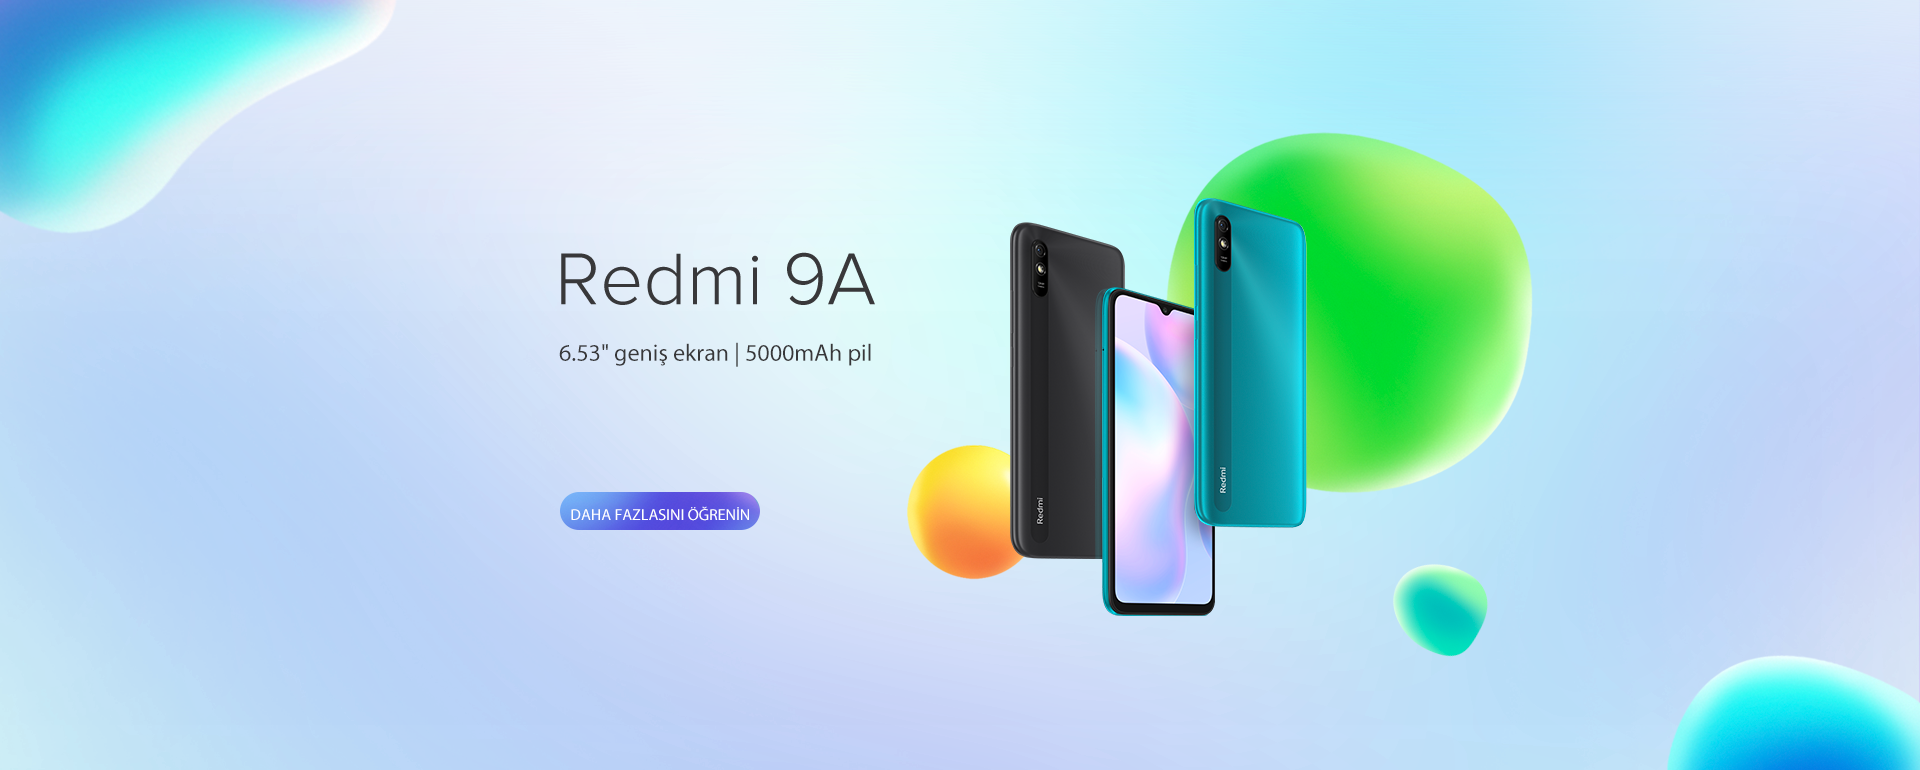 Redmi 9A
6.53" geniş ekran | 5000mAh pil
DAHA FAZLASINI ÖĞRENİN
Redmi
Redmi